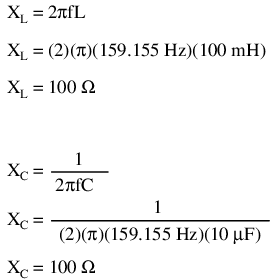 X_L = 2πfL
X_L = (2)(π)(159.155 Hz)(100 mH)
X_L = 100 Ω
X_C = 1
2πfC
X_C = 1
(2)(π)(159.155 Hz)(10 μF)
X_C = 100 Ω